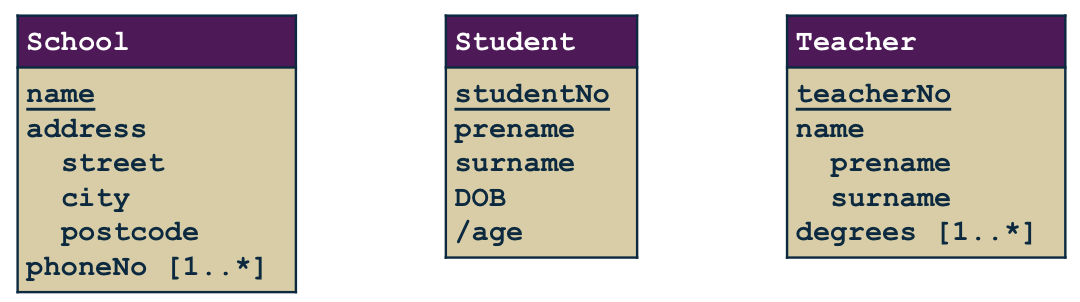 School
name
address
street
city
postcode
phoneNo [1..*]
Student
studentNo
prename
surname
DOB
/age
Teacher
teacherNo
name
prename
surname
degrees [1..*]